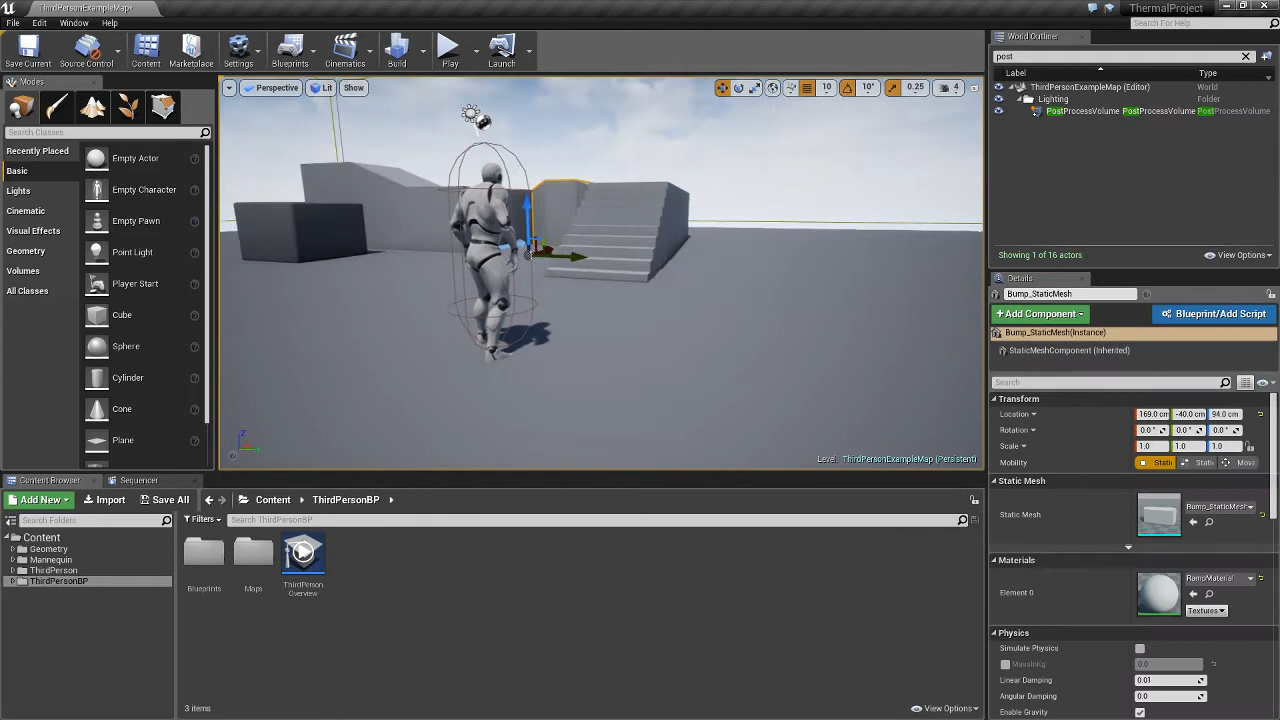 ThirdPersonExampleMap*
ThermalProject
File Edit Window Help
Search For Help
Save Current Source Control Content Marketplace Settings Blueprints Cinematics Build Play Launch
World Outliner
post
Label Type
ThirdPersonExampleMap (Editor) World
Lighting Folder
PostProcessVolume PostProcessVolume PostProcessVolume
Showing 1 of 16 actors View Options
Modes
Search Classes
Recently Placed
Basic
Lights
Cinematic
Visual Effects
Geometry
Volumes
All Classes
Empty Actor
Empty Character
Empty Pawn
Point Light
Player Start
Cube
Sphere
Cylinder
Cone
Plane
Perspective Lit Show
10 10° 0.25 4
Z
Level: ThirdPersonExampleMap (Persistent)
Details
Bump_StaticMesh
Add Component Blueprint/Add Script
Bump_StaticMesh(Instance)
StaticMeshComponent (Inherited)
Search
Transform
Location 169.0 cm -40.0 cm 94.0 cm
Rotation 0.0° 0.0° 0.0°
Scale 1.0 1.0 1.0
Mobility Stati Stati Mova
Static Mesh
Static Mesh Bump_StaticMesh
Materials
Element 0 RampMaterial
Textures
Physics
Simulate Physics
MassInKg 0.0
Linear Damping 0.01
Angular Damping 0.0
Enable Gravity
Content Browser Sequencer
Add New Import Save All Content ThirdPersonBP
Search Folders
Filters Search ThirdPersonBP
Content
Geometry
Mannequin
ThirdPerson
ThirdPersonBP
Blueprints Maps ThirdPerson
Overview
3 items View Options